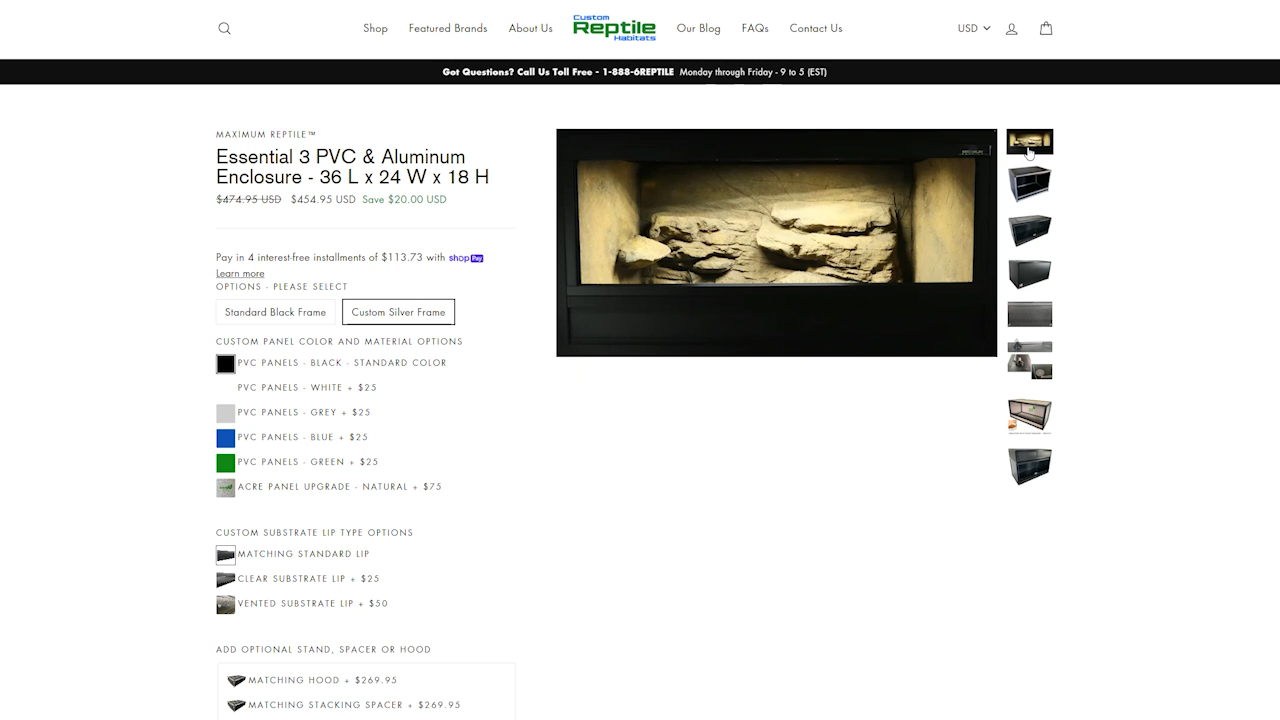 Shop
Featured Brands
About Us
Custom
Reptile
Habitats
Our Blog
FAQs
Contact Us
USD
Got Questions? Call Us Toll Free - 1-888-6REPTILE Monday through Friday - 9 to 5 (EST)
MAXIMUM REPTILE™
Essential 3 PVC & Aluminum
Enclosure - 36 L x 24 W x 18 H
$474.95 USD $454.95 USD Save $20.00 USD
Pay in 4 interest-free installments of $113.73 with shop Pay
Learn more
OPTIONS - PLEASE SELECT
Standard Black Frame
Custom Silver Frame
CUSTOM PANEL COLOR AND MATERIAL OPTIONS
PVC PANELS - BLACK - STANDARD COLOR
PVC PANELS - WHITE + $25
PVC PANELS - GREY + $25
PVC PANELS - BLUE + $25
PVC PANELS - GREEN + $25
ACRE PANEL UPGRADE - NATURAL + $75
CUSTOM SUBSTRATE LIP TYPE OPTIONS
MATCHING STANDARD LIP
CLEAR SUBSTRATE LIP + $25
VENTED SUBSTRATE LIP + $50
ADD OPTIONAL STAND, SPACER OR HOOD
MATCHING HOOD + $269.95
MATCHING STACKING SPACER + $269.95